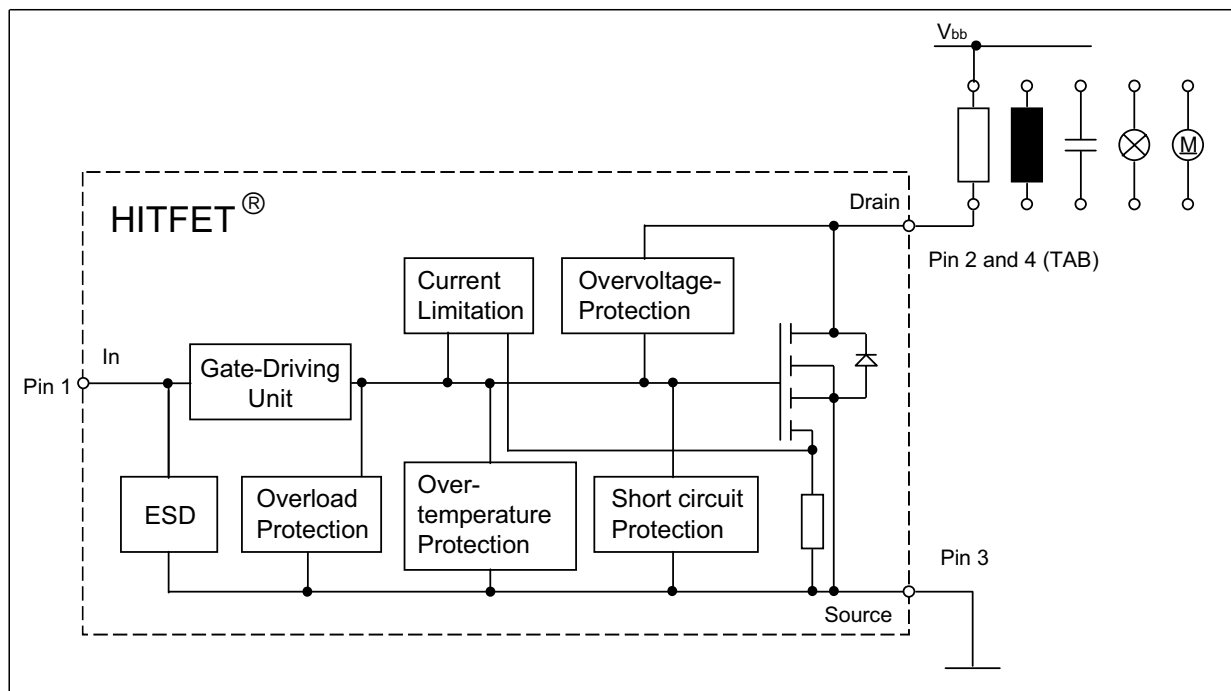 Vbb
M
HITFET ®
Drain
Pin 2 and 4 (TAB)
Current
Limitation
Overvoltage-
Protection
In
Pin 1
Gate-Driving
Unit
ESD
Overload
Protection
Over-
temperature
Protection
Short circuit
Protection
Pin 3
Source